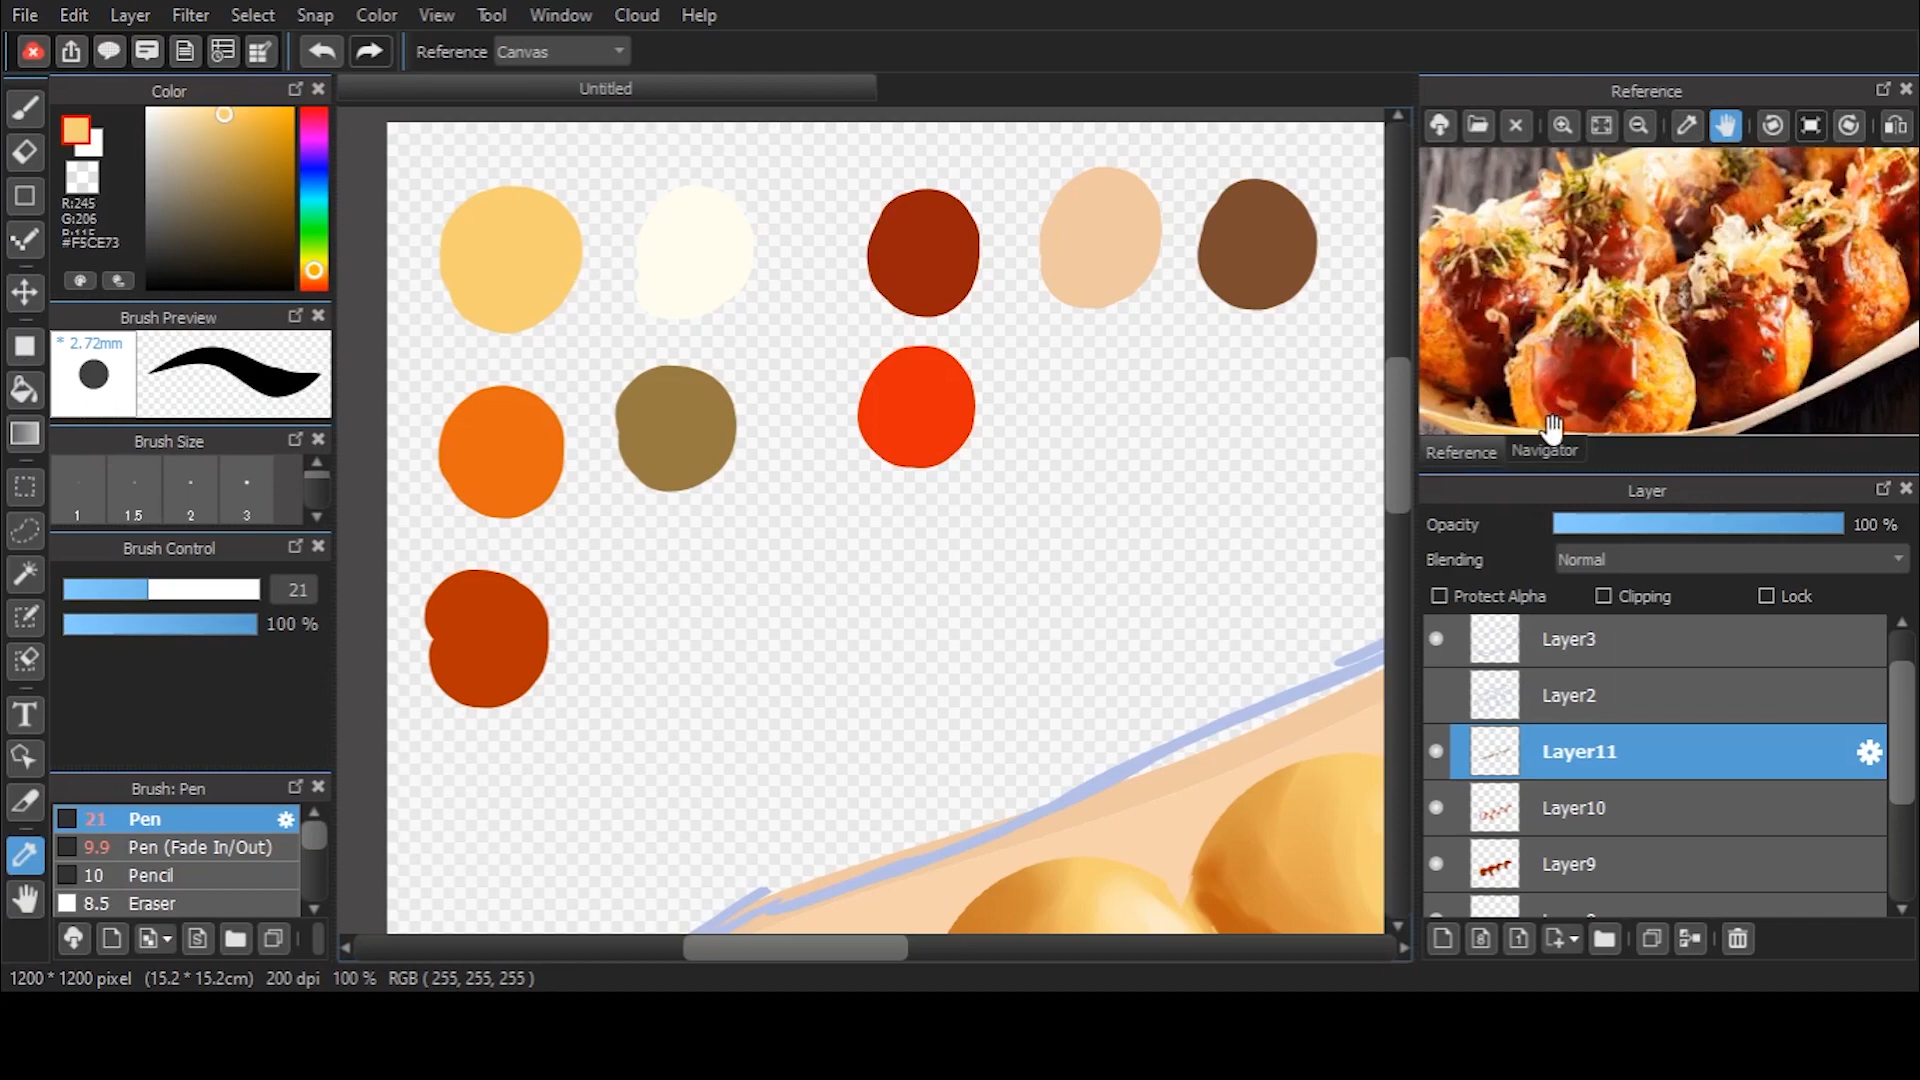 File Edit Layer Filter Select Snap Color View Tool Window Cloud Help
Reference Canvas
Color
Untitled
Reference
R:245
G:206
B:115
#F5CE73
Brush Preview
* 2.72mm
Brush Size
1 1.5 2 3
Brush Control
21
100 %
Brush: Pen
21 Pen
9.9 Pen (Fade In/Out)
10 Pencil
8.5 Eraser
Reference Navigator
Layer
Opacity 100 %
Blending Normal
Protect Alpha Clipping Lock
Layer3
Layer2
Layer11
Layer10
Layer9
1200 * 1200 pixel (15.2 * 15.2cm) 200 dpi 100 % RGB ( 255, 255, 255 )